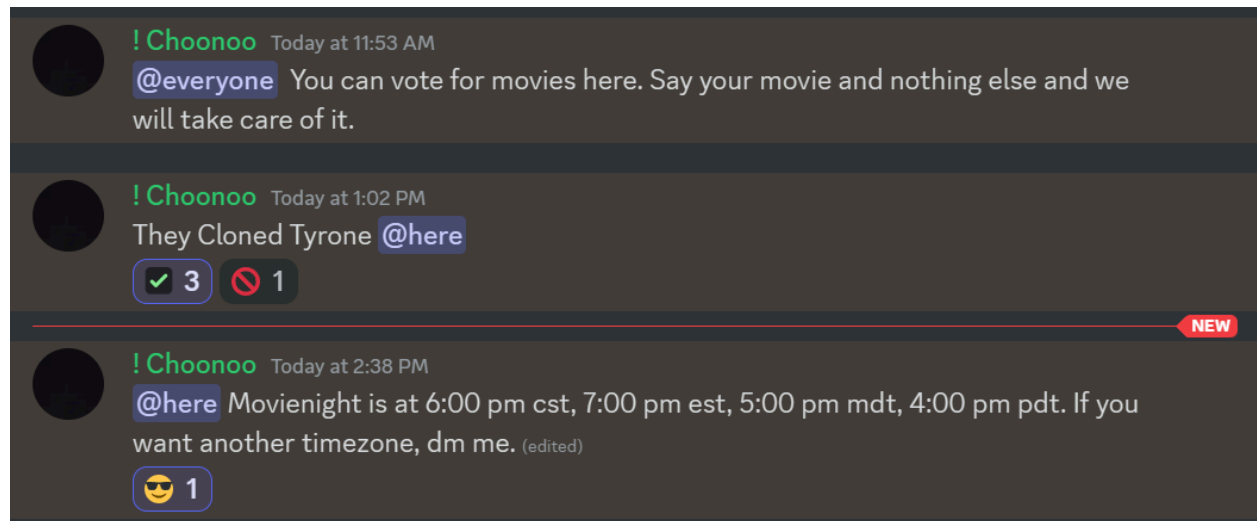 ! Choonoo Today at 11:53 AM
@everyone You can vote for movies here. Say your movie and nothing else and we
will take care of it.
! Choonoo Today at 1:02 PM
They Cloned Tyrone @here
3 1
NEW
! Choonoo Today at 2:38 PM
@here Movienight is at 6:00 pm cst, 7:00 pm est, 5:00 pm mdt, 4:00 pm pdt. If you
want another timezone, dm me. (edited)
1